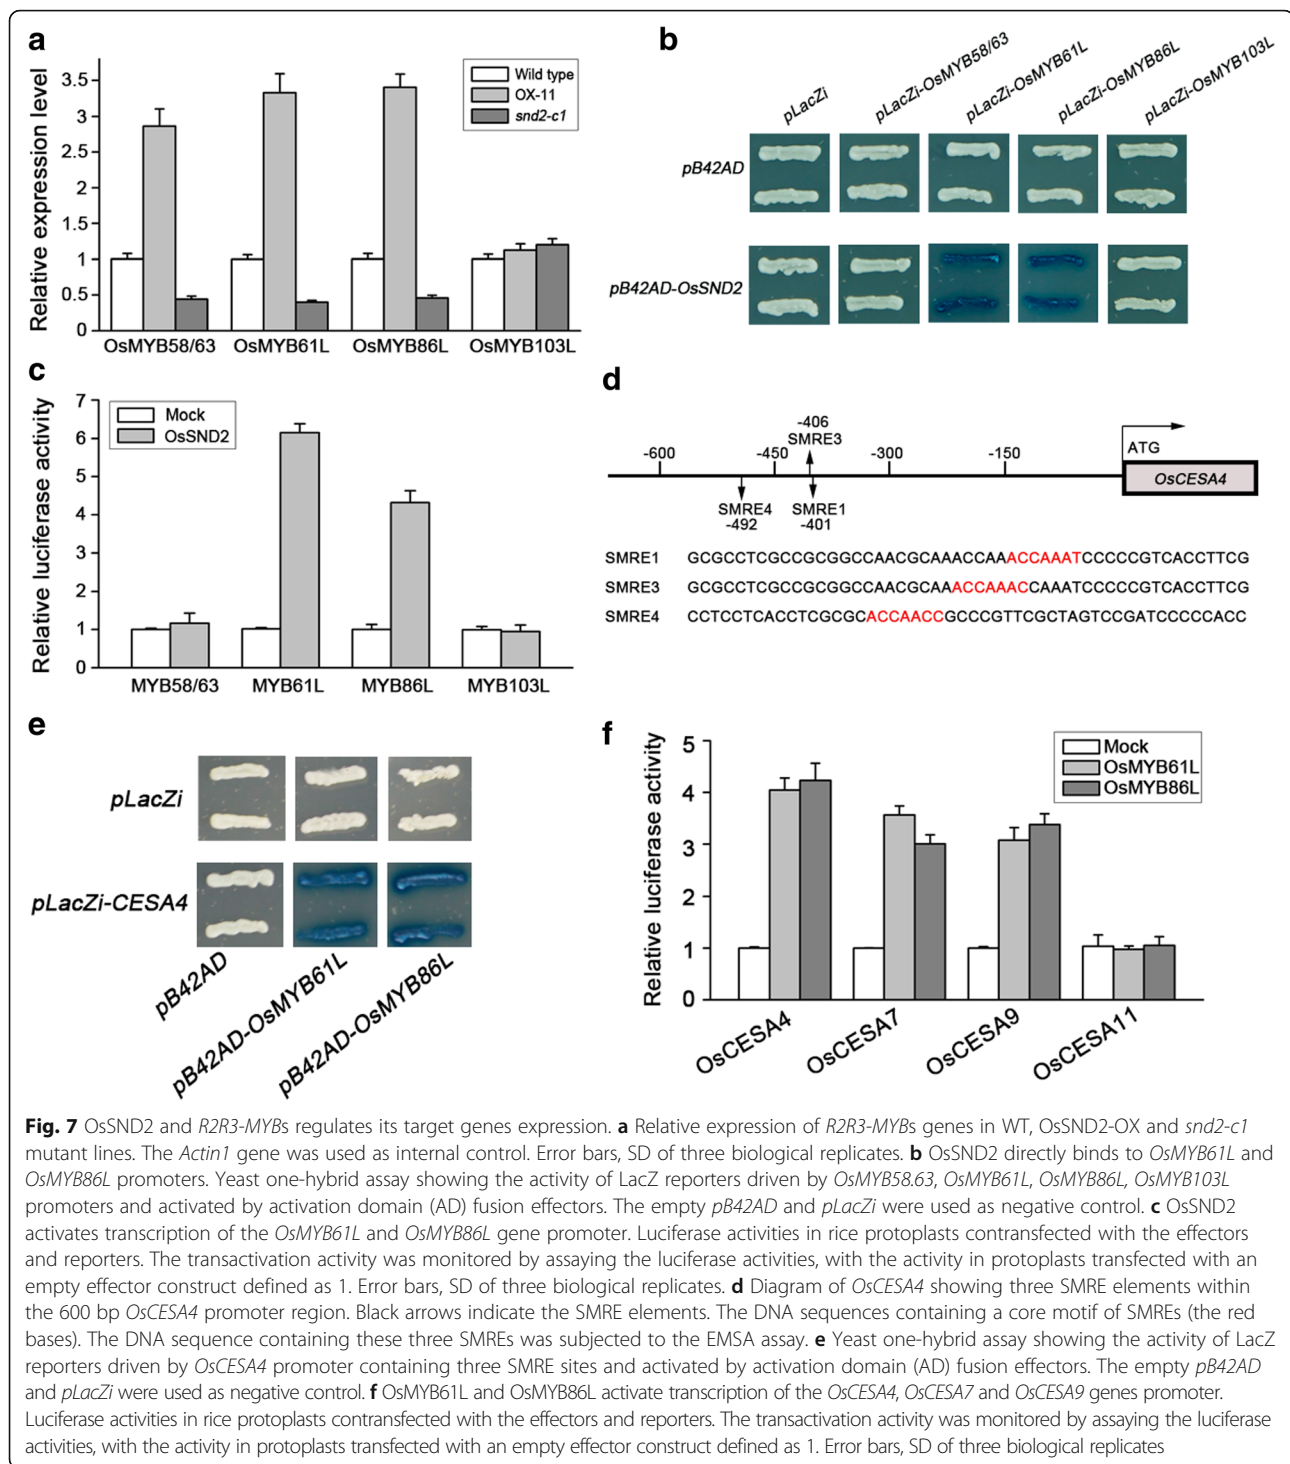 a
Relative expression level
3.5
3
2.5
2
1.5
1
0.5
0
Wild type
OX-11
snd2-c1
OsMYB58/63 OsMYB61L OsMYB86L OsMYB103L
b
pLacZi
pLacZi-OsMYB58/63
pLacZi-OsMYB61L
pLacZi-OsMYB86L
pLacZi-OsMYB103L
pB42AD
pB42AD-OsSND2
c
Relative luciferase activity
7
6
5
4
3
2
1
0
Mock
OsSND2
MYB58/63 MYB61L MYB86L MYB103L
d
-406
SMRE3
-600 -450 -300 -150
ATG
OsCESA4
SMRE4 SMRE1
-492 -401
SMRE1 GCGCCTCGCCGCGGCCAACGCAAACCAAACCAAATCCCCCGTCACCTTCG
SMRE3 GCGCCTCGCCGCGGCCAACGCAAACCAAACCAAATCCCCCGTCACCTTCG
SMRE4 CCTCCTCACCTCGCGCACCAACCGCCCGTTCGCTAGTCCGATCCCCCACC
e
pLacZi
pLacZi-CESA4
pB42AD
pB42AD-OsMYB61L
pB42AD-OsMYB86L
f
Relative luciferase activity
5
4
3
2
1
0
Mock
OsMYB61L
OsMYB86L
OsCESA4 OsCESA7 OsCESA9 OsCESA11
Fig. 7 OsSND2 and R2R3-MYBs regulates its target genes expression. a Relative expression of R2R3-MYBs genes in WT, OsSND2-OX and snd2-c1
mutant lines. The Actin1 gene was used as internal control. Error bars, SD of three biological replicates. b OsSND2 directly binds to OsMYB61L and
OsMYB86L promoters. Yeast one-hybrid assay showing the activity of LacZ reporters driven by OsMYB58.63, OsMYB61L, OsMYB86L, OsMYB103L
promoters and activated by activation domain (AD) fusion effectors. The empty pB42AD and pLacZi were used as negative control. c OsSND2
activates transcription of the OsMYB61L and OsMYB86L gene promoter. Luciferase activities in rice protoplasts contransfected with the effectors
and reporters. The transactivation activity was monitored by assaying the luciferase activities, with the activity in protoplasts transfected with an
empty effector construct defined as 1. Error bars, SD of three biological replicates. d Diagram of OsCESA4 showing three SMRE elements within
the 600 bp OsCESA4 promoter region. Black arrows indicate the SMRE elements. The DNA sequences containing a core motif of SMREs (the red
bases). The DNA sequence containing these three SMREs was subjected to the EMSA assay. e Yeast one-hybrid assay showing the activity of LacZ
reporters driven by OsCESA4 promoter containing three SMRE sites and activated by activation domain (AD) fusion effectors. The empty pB42AD
and pLacZi were used as negative control. f OsMYB61L and OsMYB86L activate transcription of the OsCESA4, OsCESA7 and OsCESA9 genes promoter.
Luciferase activities in rice protoplasts contransfected with the effectors and reporters. The transactivation activity was monitored by assaying the luciferase
activities, with the activity in protoplasts transfected with an empty effector construct defined as 1. Error bars, SD of three biological replicates